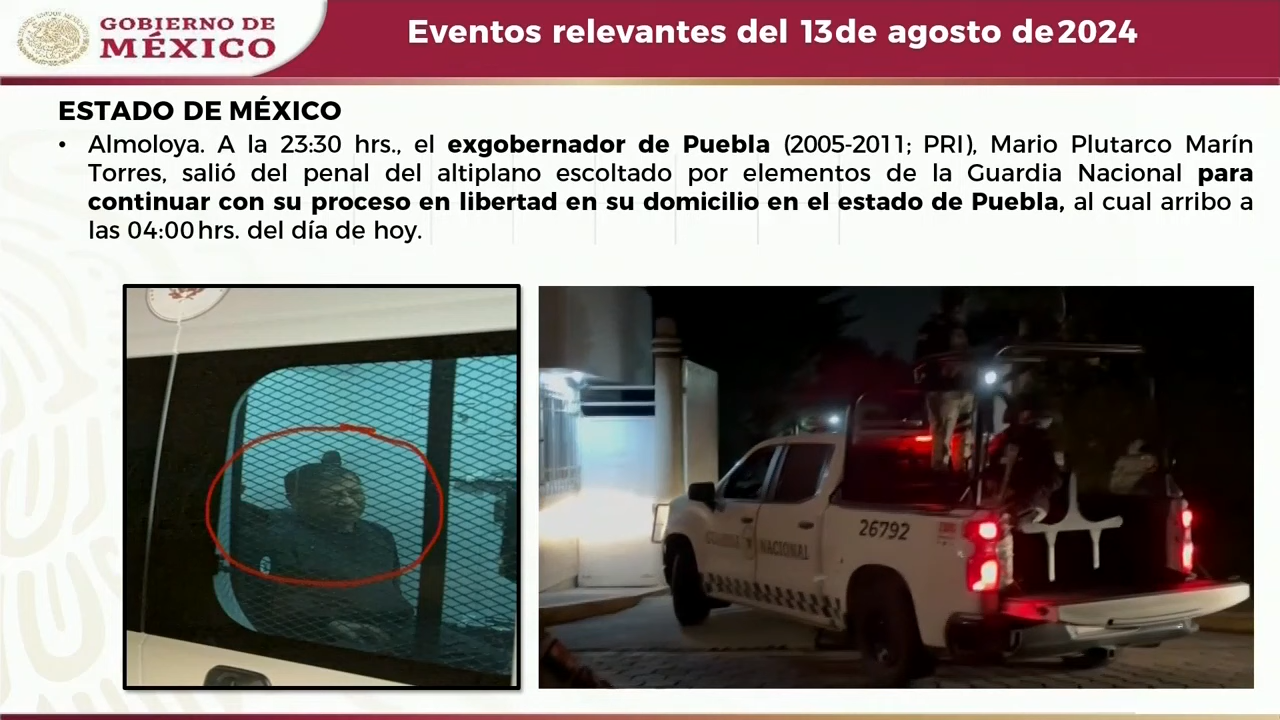 GOBIERNO DE
MÉXICO
Eventos relevantes del 13de agosto de2024
ESTADO DE MÉXICO
• Almoloya. A la 23:30 hrs., el exgobernador de Puebla (2005-2011; PRI), Mario Plutarco Marín
Torres, salió del penal del altiplano escoltado por elementos de la Guardia Nacional para
continuar con su proceso en libertad en su domicilio en el estado de Puebla, al cual arribo a
las 04:00hrs. del día de hoy.
26792
GUARDIA NACIONAL